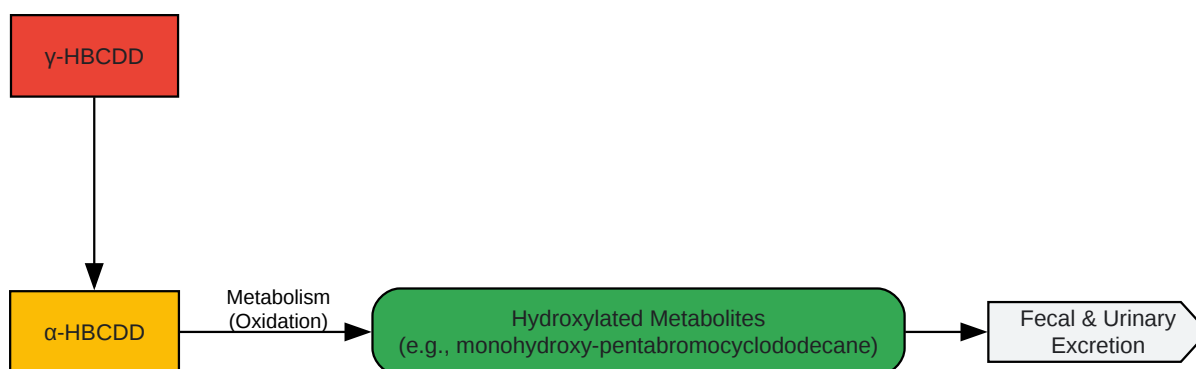 γ-HBCDD
α-HBCDD
Metabolism
(Oxidation)
Hydroxylated Metabolites
(e.g., monohydroxy-pentabromocyclododecane)
Fecal & Urinary
Excretion